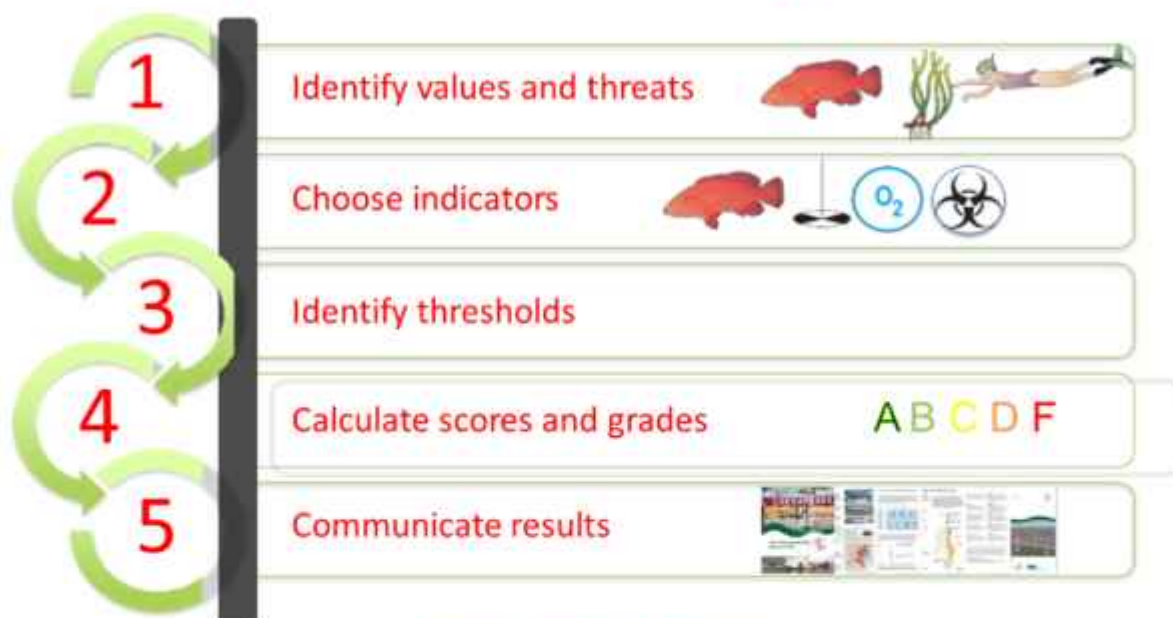 1 Identify values and threats
2 Choose indicators O₂
3 Identify thresholds
4 Calculate scores and grades A B C D F
5 Communicate results